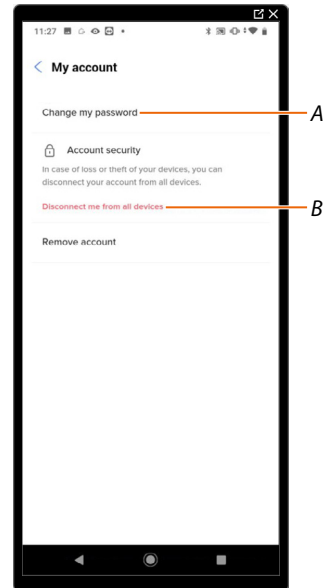 11:27
My account
Change my password
A
Account security
In case of loss or theft of your devices, you can
disconnect your account from all devices.
Disconnect me from all devices
B
Remove account